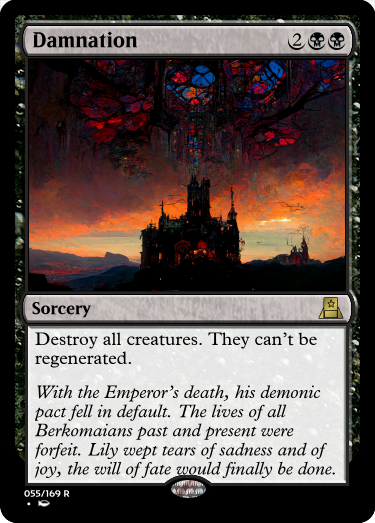 Damnation 2
Sorcery
Destroy all creatures. They can't be
regenerated.
With the Emperor's death, his demonic
pact fell in default. The lives of all
Berkomaians past and present were
forfeit. Lily wept tears of sadness and of
joy, the will of fate would finally be done.
055/169 R